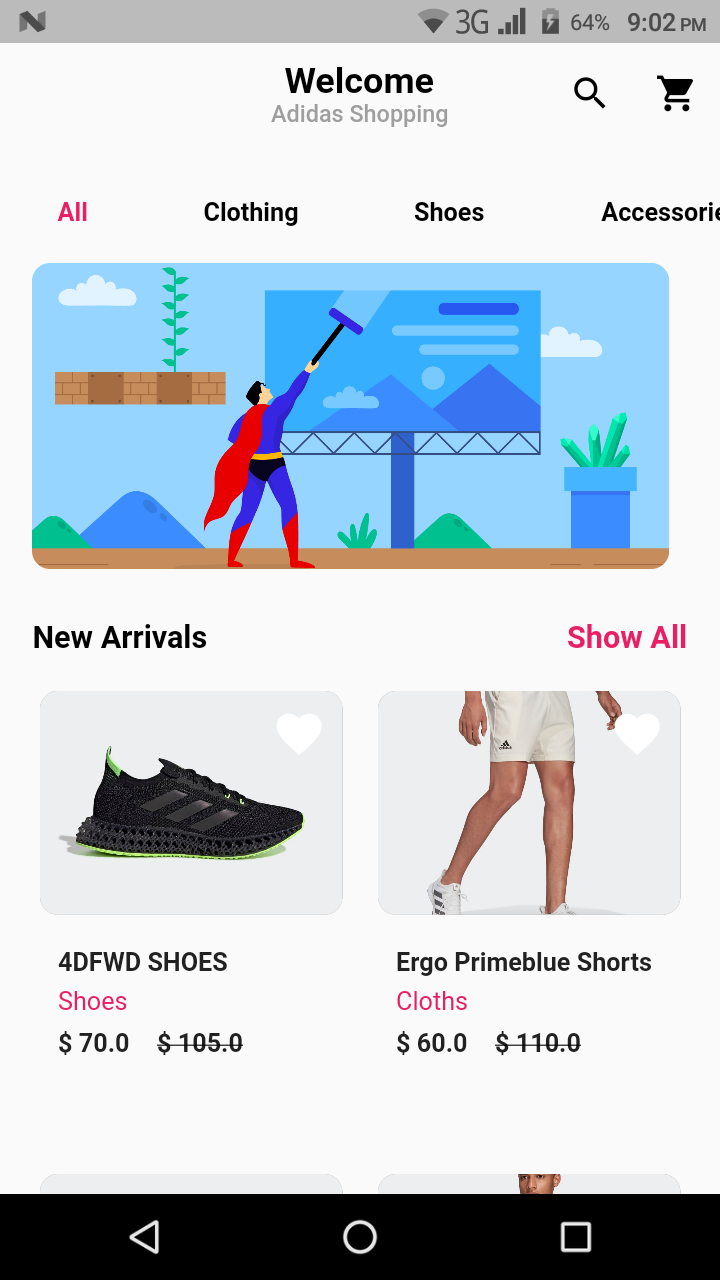 3G 64% 9:02 PM
Welcome
Adidas Shopping
All Clothing Shoes Accessorie
New Arrivals Show All
4DFWD SHOES Ergo Primeblue Shorts
Shoes Cloths
$ 70.0 $ 105.0 $ 60.0 $ 110.0